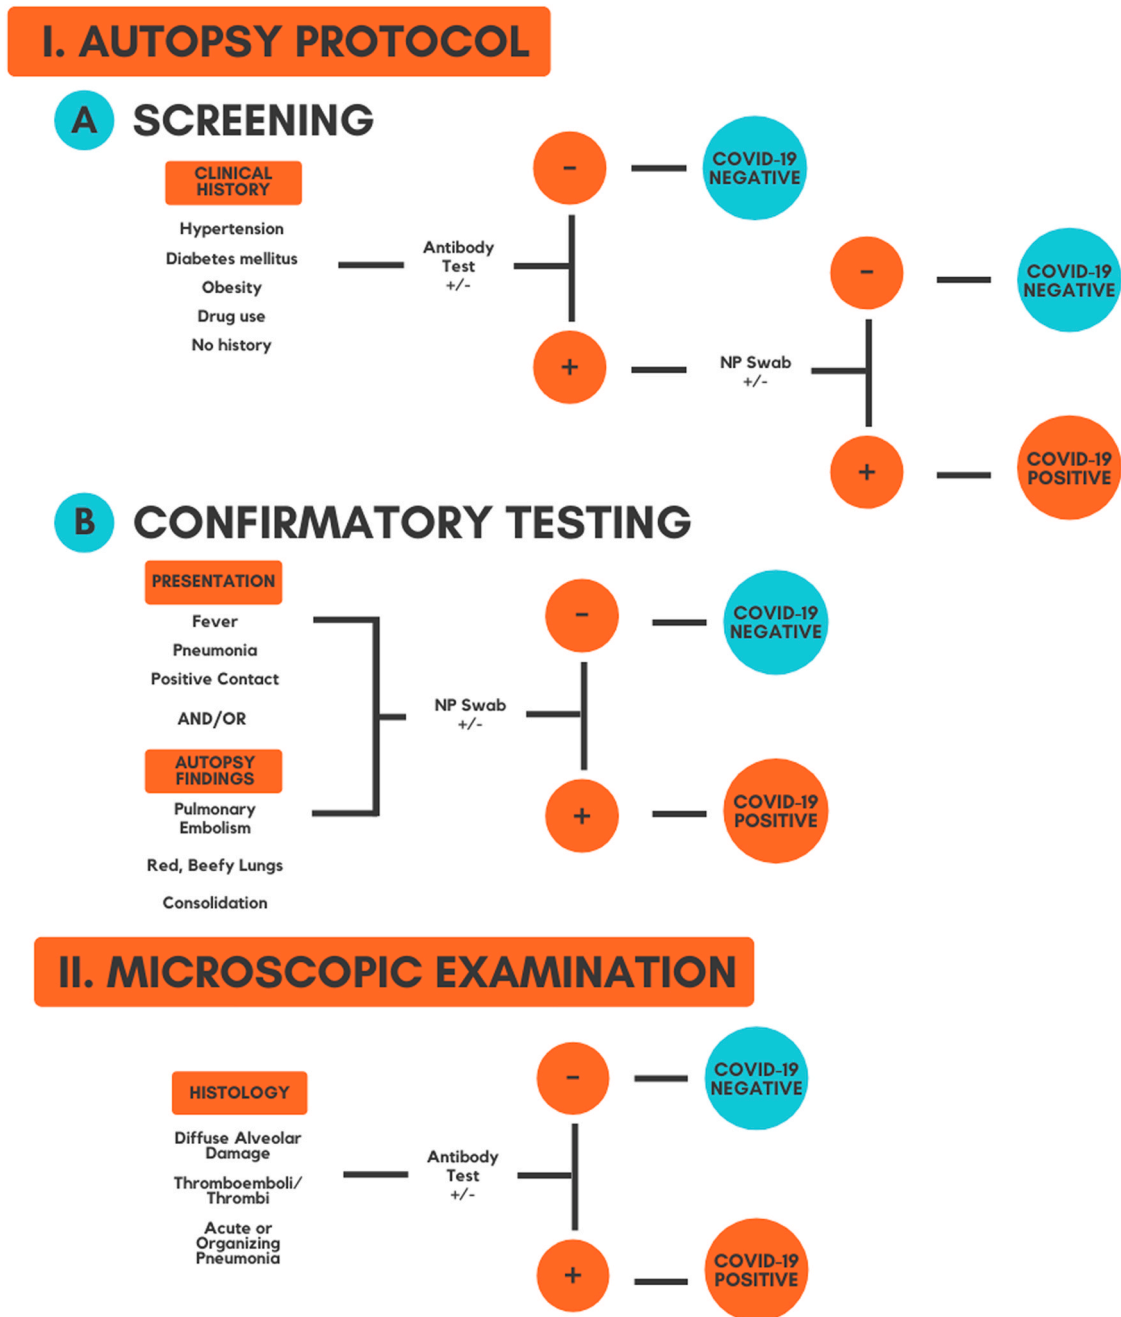 I. AUTOPSY PROTOCOL
A SCREENING
CLINICAL
HISTORY
Hypertension
Diabetes mellitus
Obesity
Drug use
No history
Antibody
Test
+/-
-
COVID-19
NEGATIVE
+
NP Swab
+/-
-
COVID-19
NEGATIVE
+
COVID-19
POSITIVE
B CONFIRMATORY TESTING
PRESENTATION
Fever
Pneumonia
Positive Contact
AND/OR
AUTOPSY
FINDINGS
Pulmonary
Embolism
Red, Beefy Lungs
Consolidation
NP Swab
+/-
-
COVID-19
NEGATIVE
+
COVID-19
POSITIVE
II. MICROSCOPIC EXAMINATION
HISTOLOGY
Diffuse Alveolar
Damage
Thromboemboli/
Thrombi
Acute or
Organizing
Pneumonia
Antibody
Test
+/-
-
COVID-19
NEGATIVE
+
COVID-19
POSITIVE